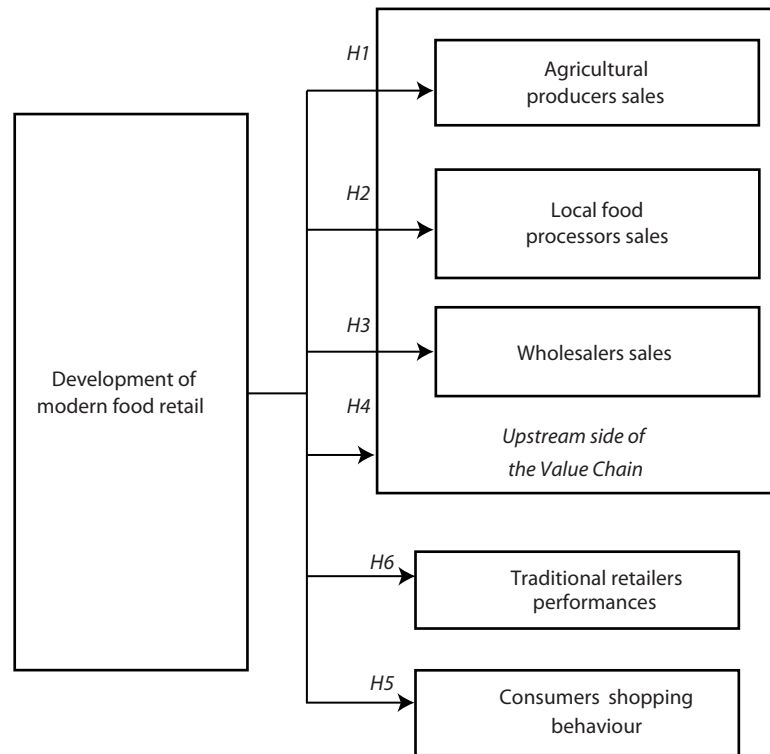 H1
Agricultural
producers sales
H2
Local food
processors sales
H3
Wholesalers sales
Development of
modern food retail
H4
Upstream side of
the Value Chain
H6
Traditional retailers
performances
H5
Consumers shopping
behaviour